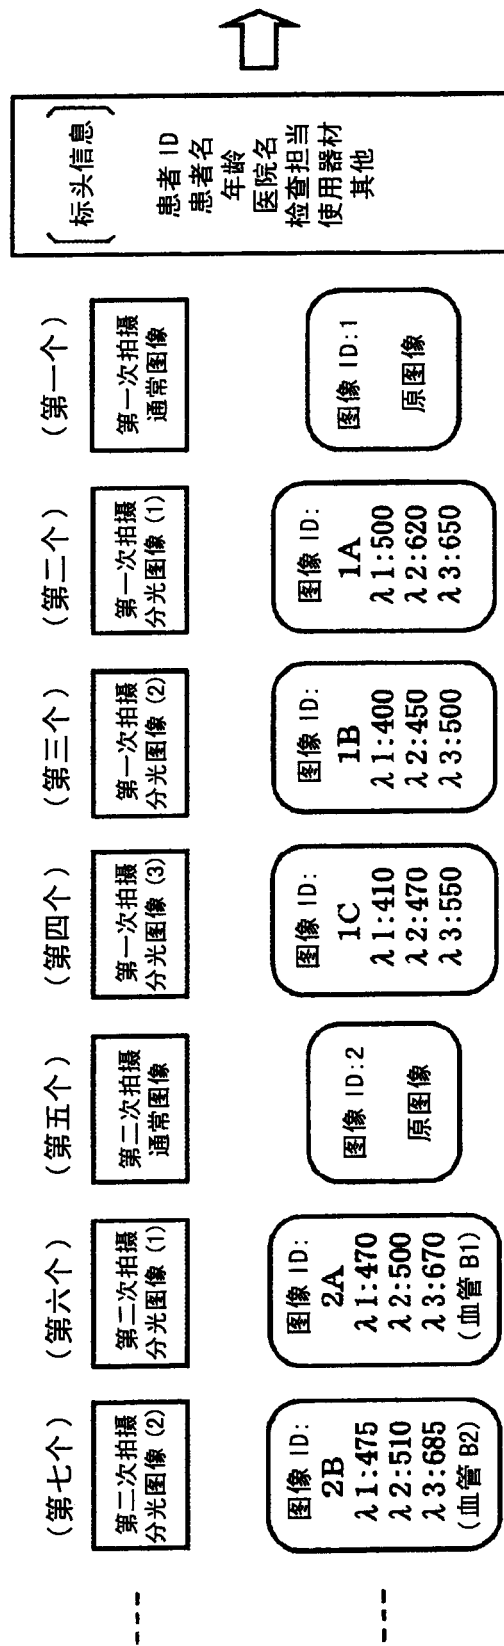 [标头信息]
患者 ID
患者名
年龄
医院名
检查担当
使用器材
其他
(第一个)
第一次拍摄
通常图像
图像 ID:1
原图像
(第二个)
第一次拍摄
分光图像(1)
图像 ID:
1A
λ1:500
λ2:620
λ3:650
(第三个)
第一次拍摄
分光图像(2)
图像 ID:
1B
λ1:400
λ2:450
λ3:500
(第四个)
第一次拍摄
分光图像(3)
图像 ID:
1C
λ1:410
λ2:470
λ3:550
(第五个)
第二次拍摄
通常图像
图像 ID:2
原图像
(第六个)
第二次拍摄
分光图像(1)
图像 ID:
2A
λ1:470
λ2:500
λ3:670
(血管 B1)
(第七个)
第二次拍摄
分光图像(2)
图像 ID:
2B
λ1:475
λ2:510
λ3:685
(血管 B2)